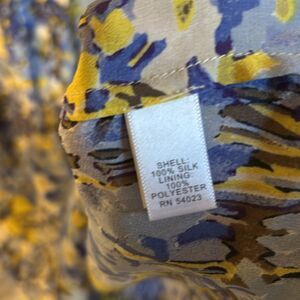 SHELL:
100% SILK
LINING:
100%
POLYESTER
RN 54023